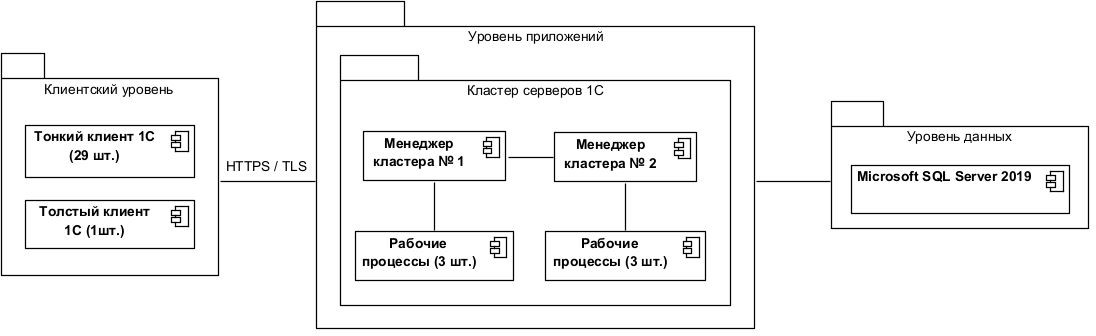 Клиентский уровень
Тонкий клиент 1С
(29 шт.)
Толстый клиент
1С (1шт.)
HTTPS / TLS
Уровень приложений
Кластер серверов 1С
Менеджер
кластера № 1
Менеджер
кластера № 2
Рабочие
процессы (3 шт.)
Рабочие
процессы (3 шт.)
Уровень данных
Microsoft SQL Server 2019